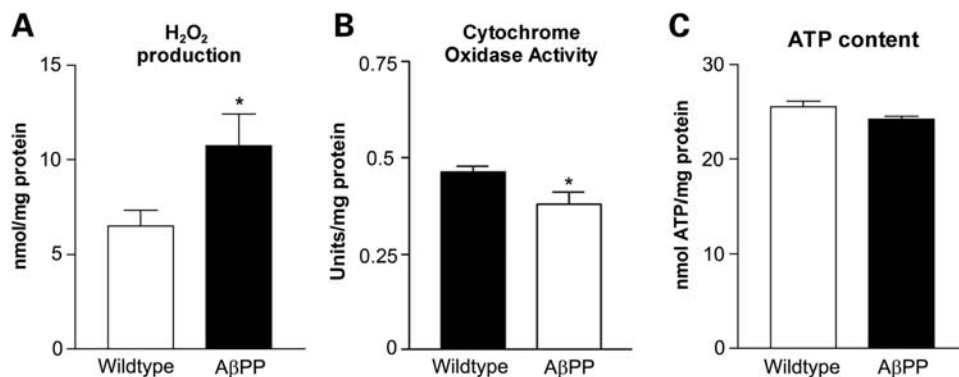 A
H₂O₂
production
nmol/mg protein
15
10
5
0
*
Wildtype
AβPP
B
Cytochrome
Oxidase Activity
Units/mg protein
0.75
0.5
0.25
0
*
Wildtype
AβPP
C
ATP content
nmol ATP/mg protein
30
20
10
0
Wildtype
AβPP